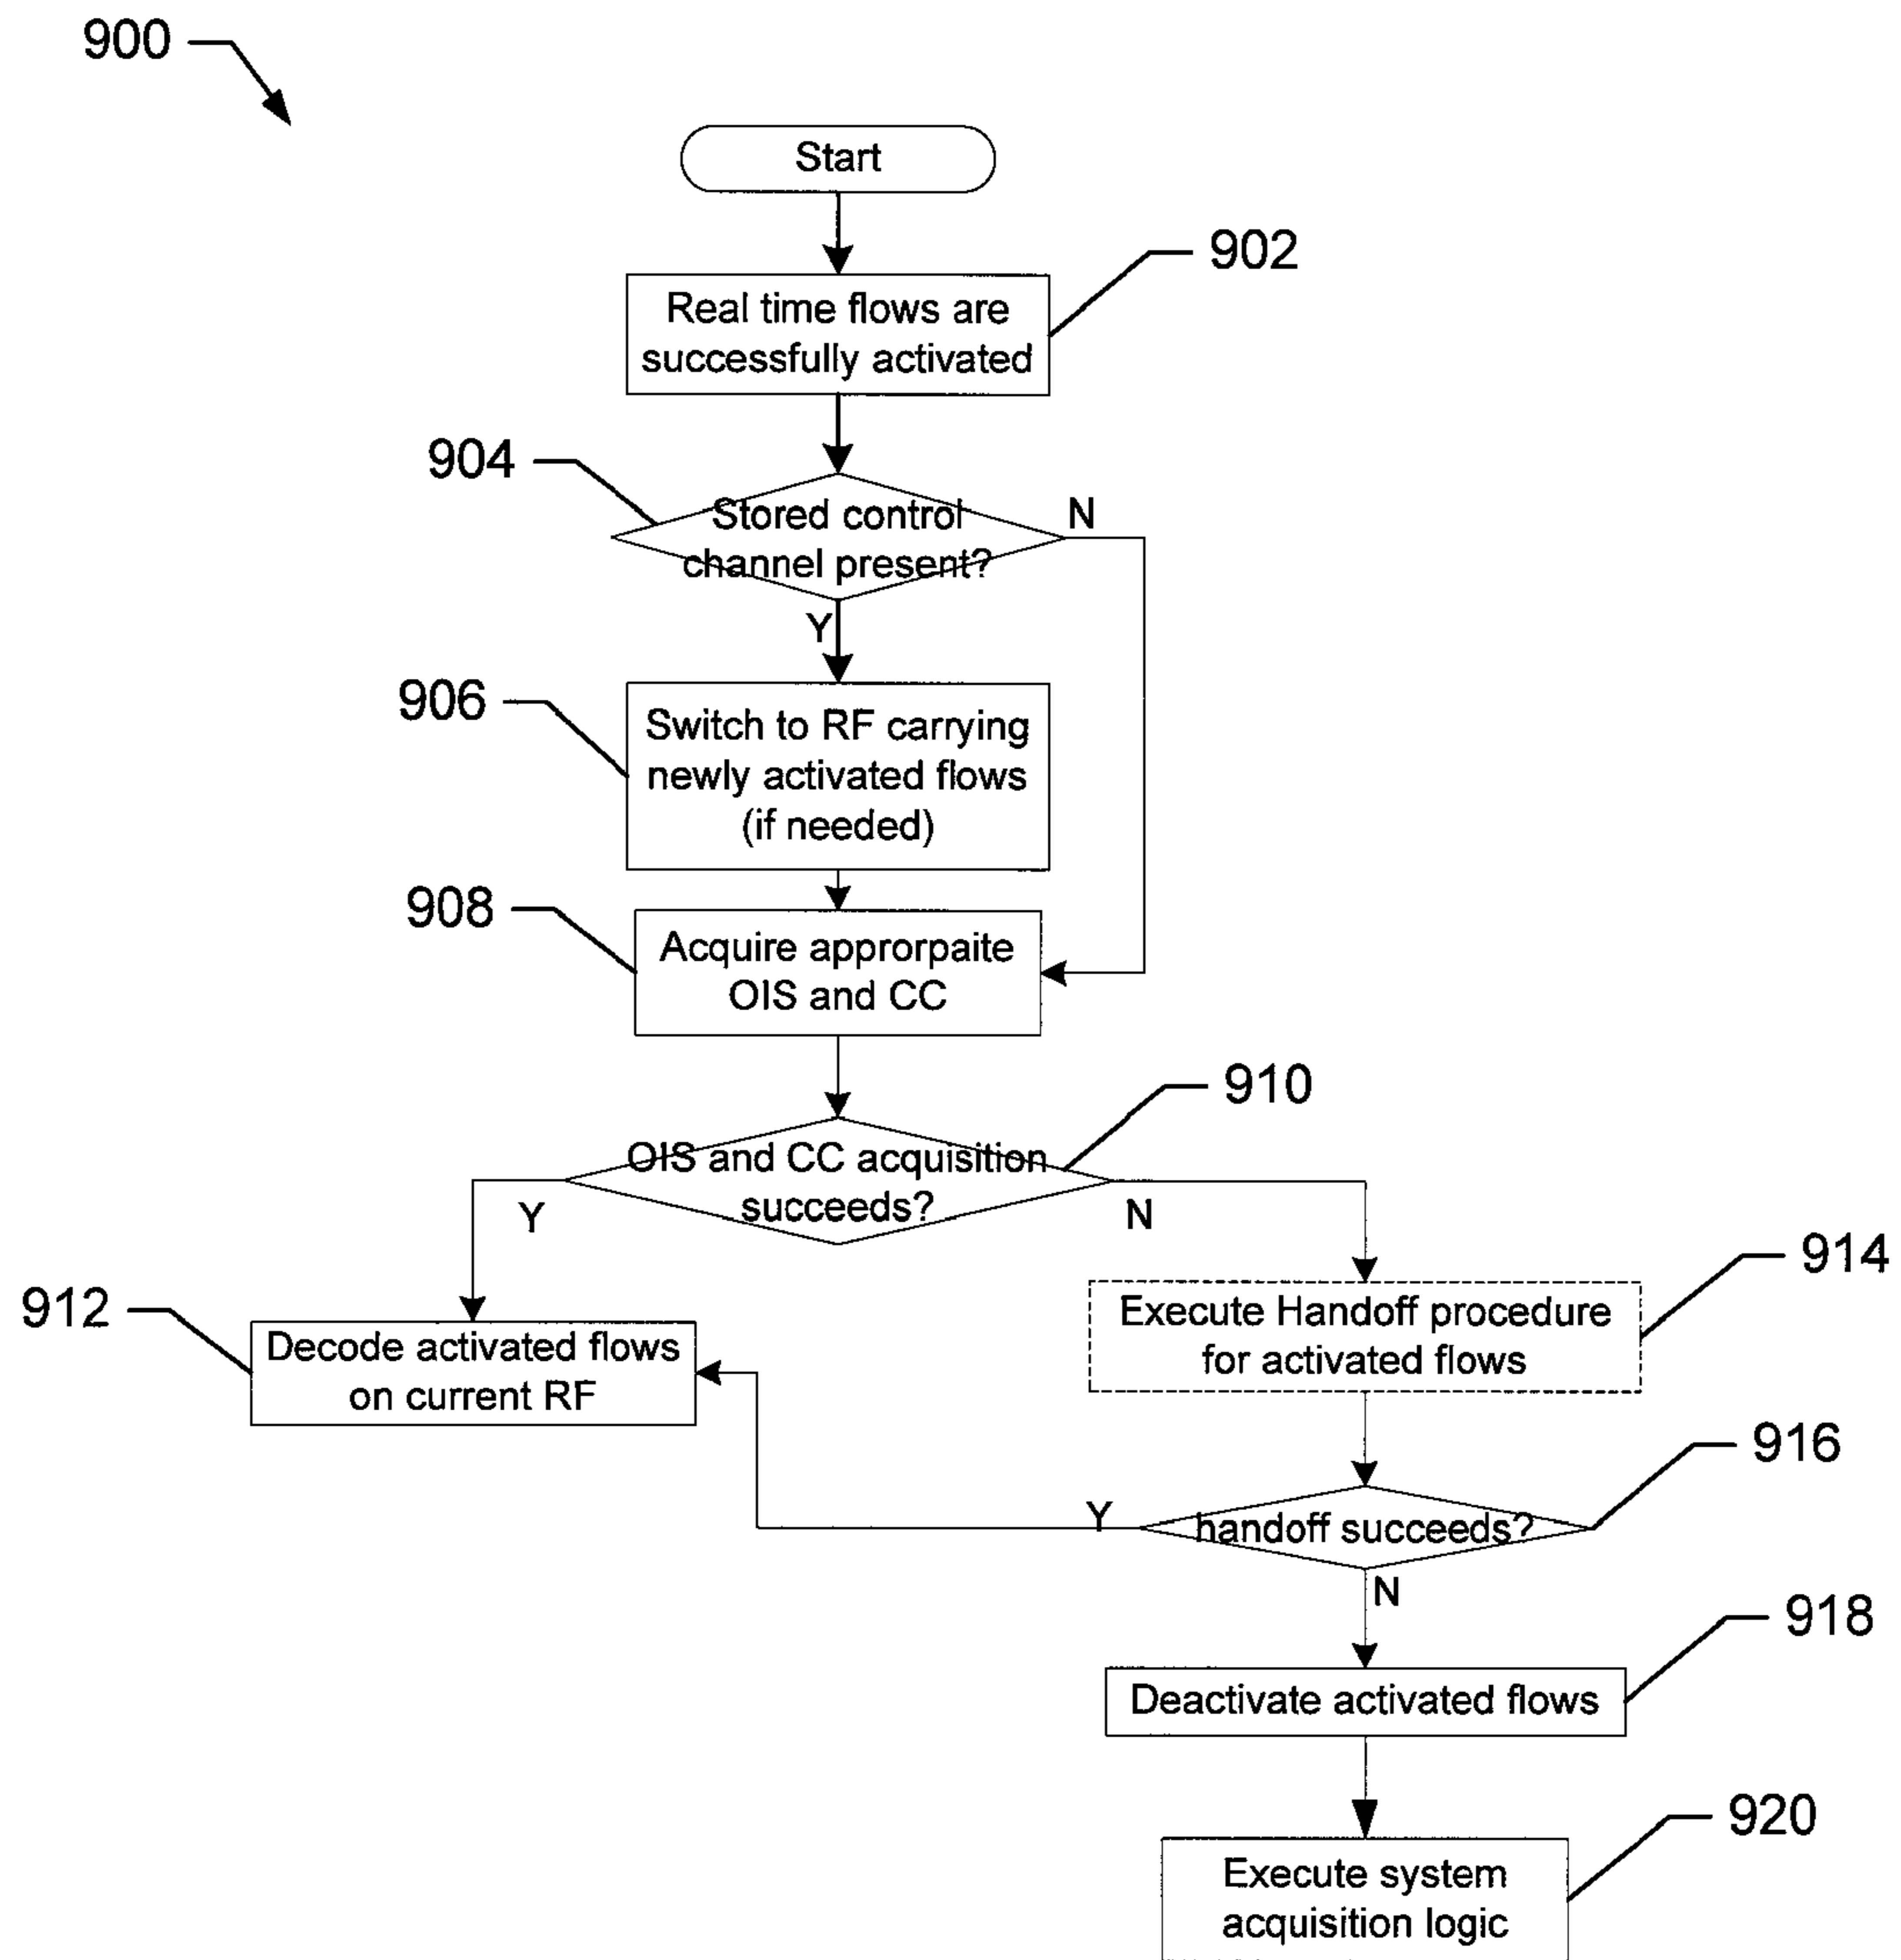 900
Start
902
Real time flows are
successfully activated
904
Stored control
channel present?
N
Y
906
Switch to RF carrying
newly activated flows
(if needed)
908
Acquire approrpaite
OIS and CC
910
OIS and CC acquisition
succeeds?
Y
N
912
Decode activated flows
on current RF
914
Execute Handoff procedure
for activated flows
916
Y
handoff succeeds?
N
918
Deactivate activated flows
920
Execute system
acquisition logic